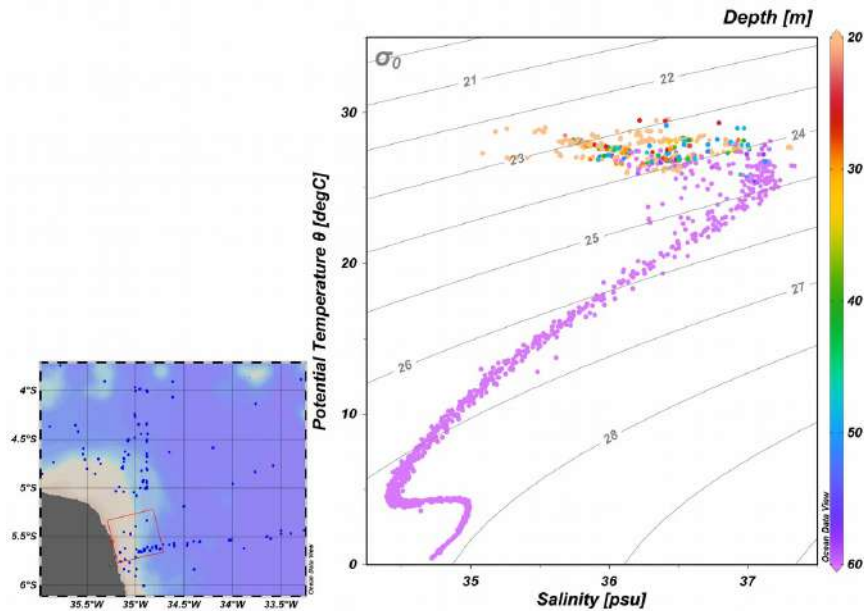 Depth [m]
σ₀
21
22
23
24
25
26
27
28
30
20
10
0
Potential Temperature θ [degC]
35
36
37
Salinity [psu]
Ocean Data View
20
30
40
50
60
4°S
4.5°S
5°S
5.5°S
6°S
35.5°W
35°W
34.5°W
34°W
33.5°W
Ocean Data View